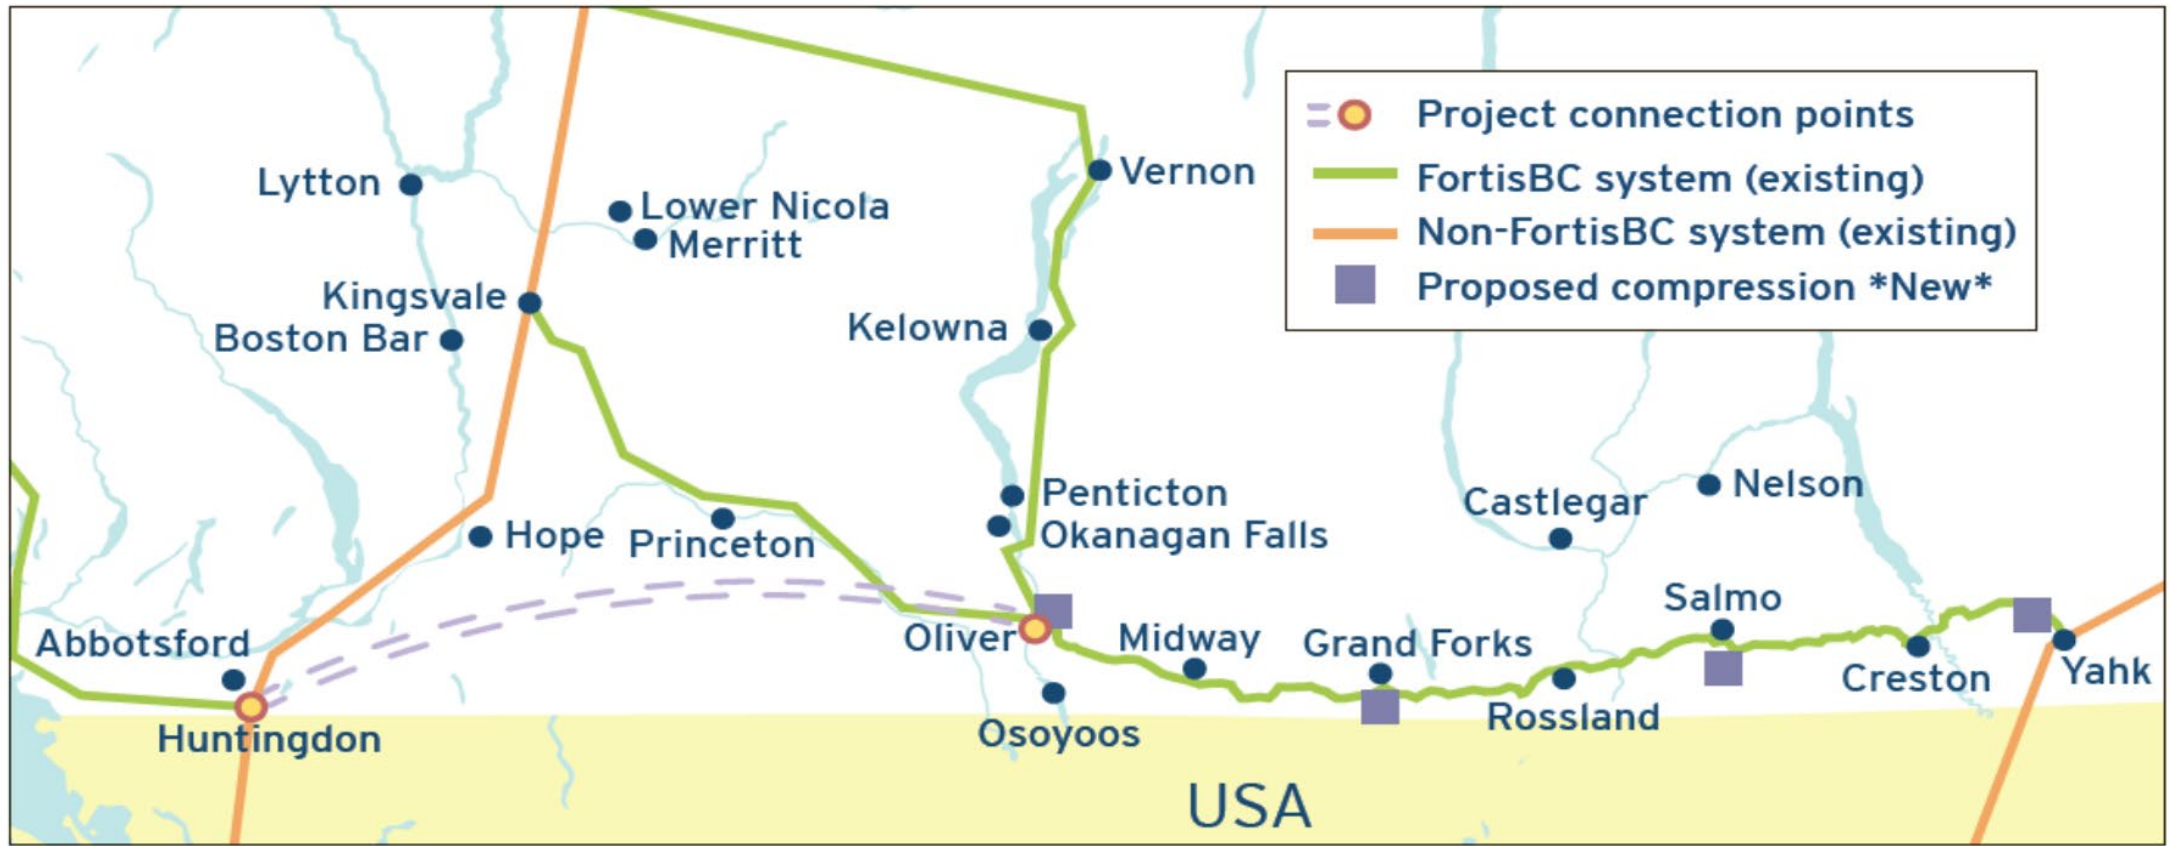 Project connection points
FortisBC system (existing)
Non-FortisBC system (existing)
Proposed compression *New*
Vernon
Lytton
Lower Nicola
Merritt
Kingsvale
Boston Bar
Kelowna
Penticton
Okanagan Falls
Hope
Princeton
Castlegar
Nelson
Salmo
Abbotsford
Oliver
Midway
Grand Forks
Creston
Yahk
Huntingdon
Osoyoos
Rossland
USA